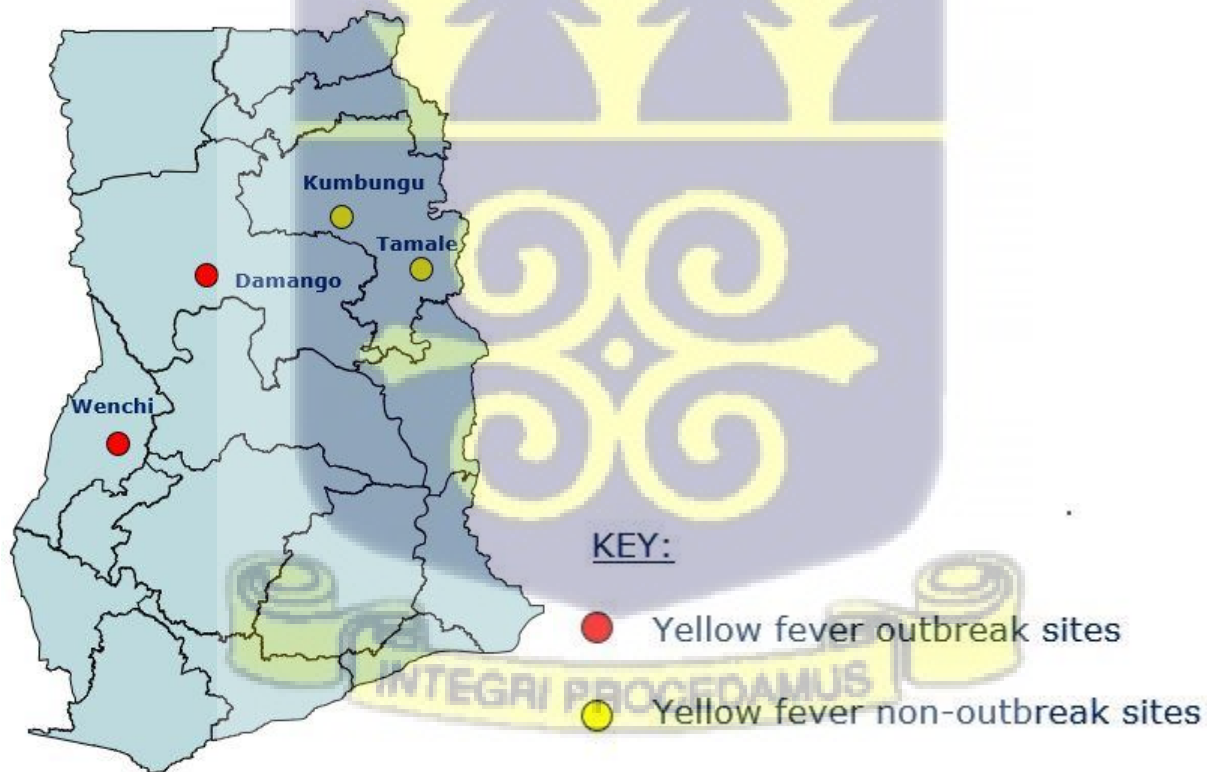 Kumbungu
Tamale
Damango
Wenchi
KEY:
Yellow fever outbreak sites
INTEGRI PROCEDAMUS
Yellow fever non-outbreak sites